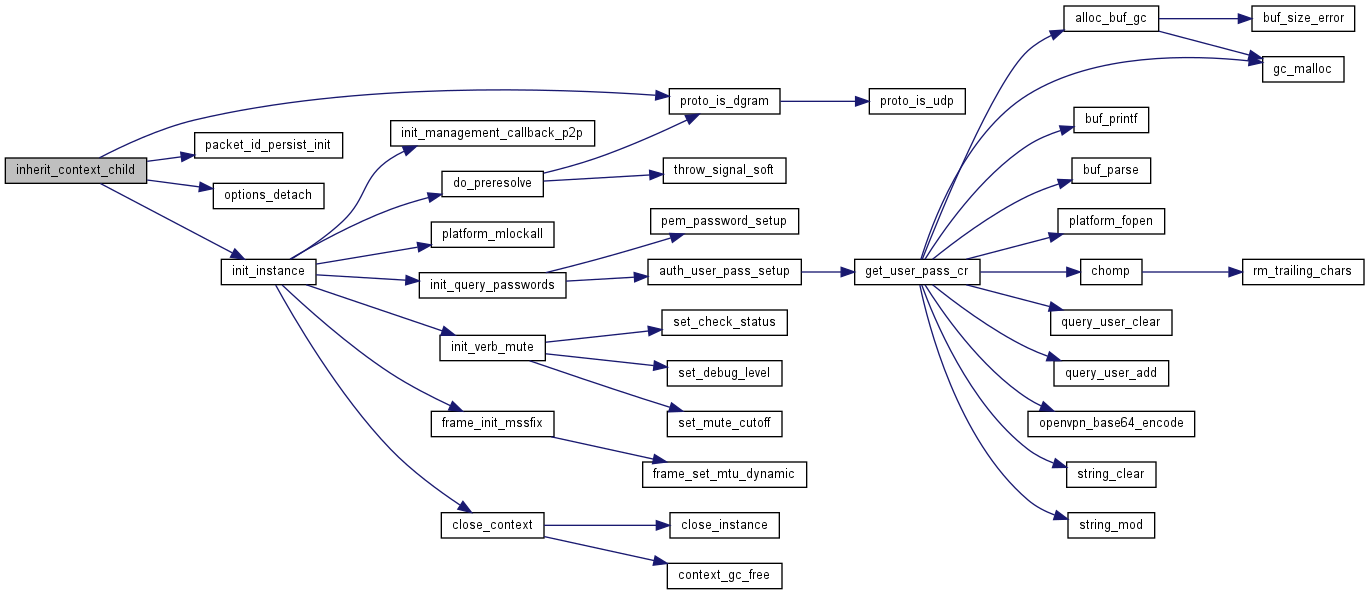 inherit_context_child
packet_id_persist_init
options_detach
init_instance
init_management_callback_p2p
do_preresolve
platform_mlockall
init_query_passwords
init_verb_mute
frame_init_mssfix
close_context
proto_is_dgram
throw_signal_soft
pem_password_setup
auth_user_pass_setup
set_check_status
set_debug_level
set_mute_cutoff
frame_set_mtu_dynamic
close_instance
context_gc_free
proto_is_udp
get_user_pass_cr
alloc_buf_gc
buf_printf
buf_parse
platform_fopen
chomp
query_user_clear
query_user_add
openvpn_base64_encode
string_clear
string_mod
buf_size_error
gc_malloc
rm_trailing_chars